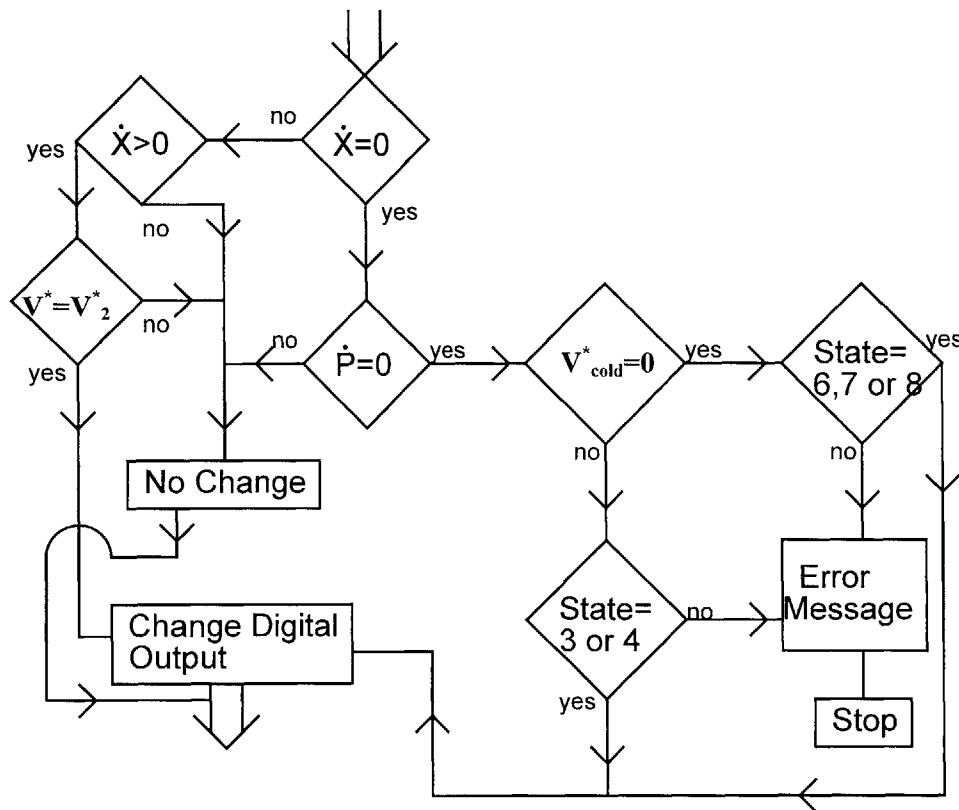 no
Ẋ>0
Ẋ=0
yes
no
yes
V*=V*₂
no
yes
no
Ṗ=0
yes
V*cold=0
yes
State=
6,7 or 8
yes
no
no
No Change
Error
Message
State=
3 or 4
no
Change Digital
Output
yes
Stop